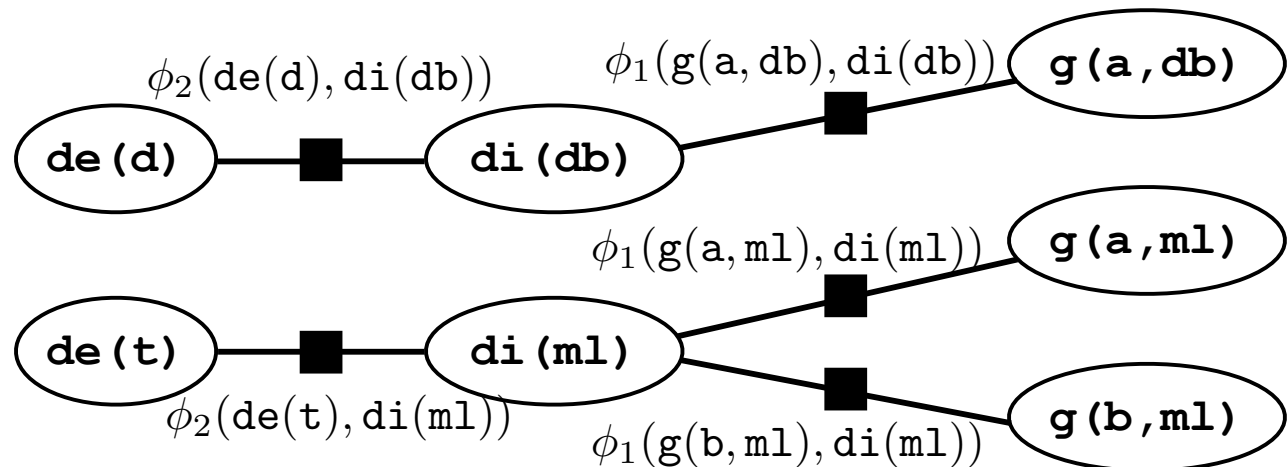 ϕ₂(de(d), di(db))
ϕ₁(g(a, db), di(db))
g(a,db)
de(d)
di(db)
ϕ₁(g(a, ml), di(ml))
g(a,ml)
de(t)
di(ml)
ϕ₂(de(t), di(ml))
ϕ₁(g(b, ml), di(ml))
g(b,ml)